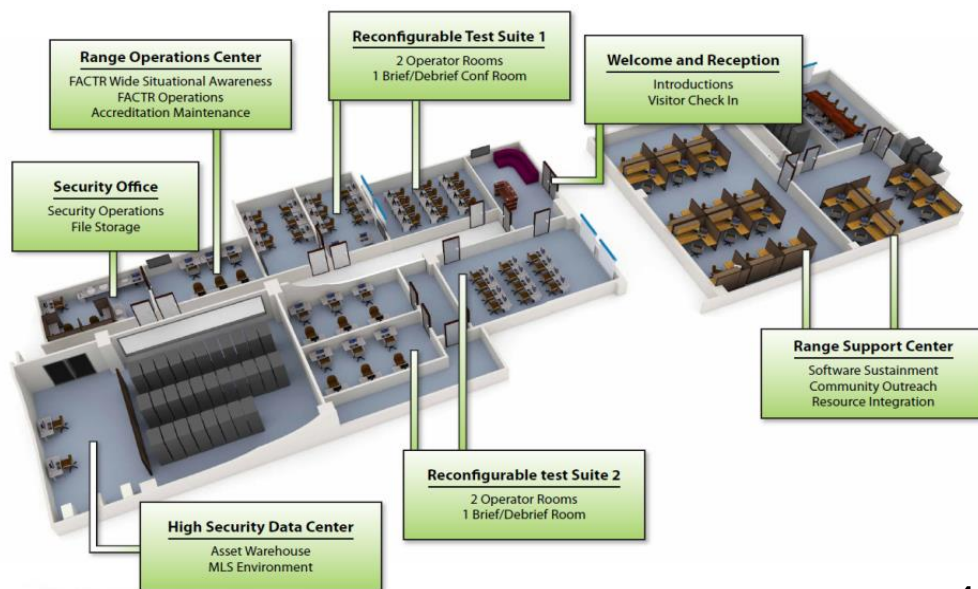 Range Operations Center
FACTR Wide Situational Awareness
FACTR Operations
Accreditation Maintenance
Reconfigurable Test Suite 1
2 Operator Rooms
1 Brief/Debrief Conf Room
Welcome and Reception
Introductions
Visitor Check In
Security Office
Security Operations
File Storage
Range Support Center
Software Sustainment
Community Outreach
Resource Integration
Reconfigurable test Suite 2
2 Operator Rooms
1 Brief/Debrief Room
High Security Data Center
Asset Warehouse
MLS Environment